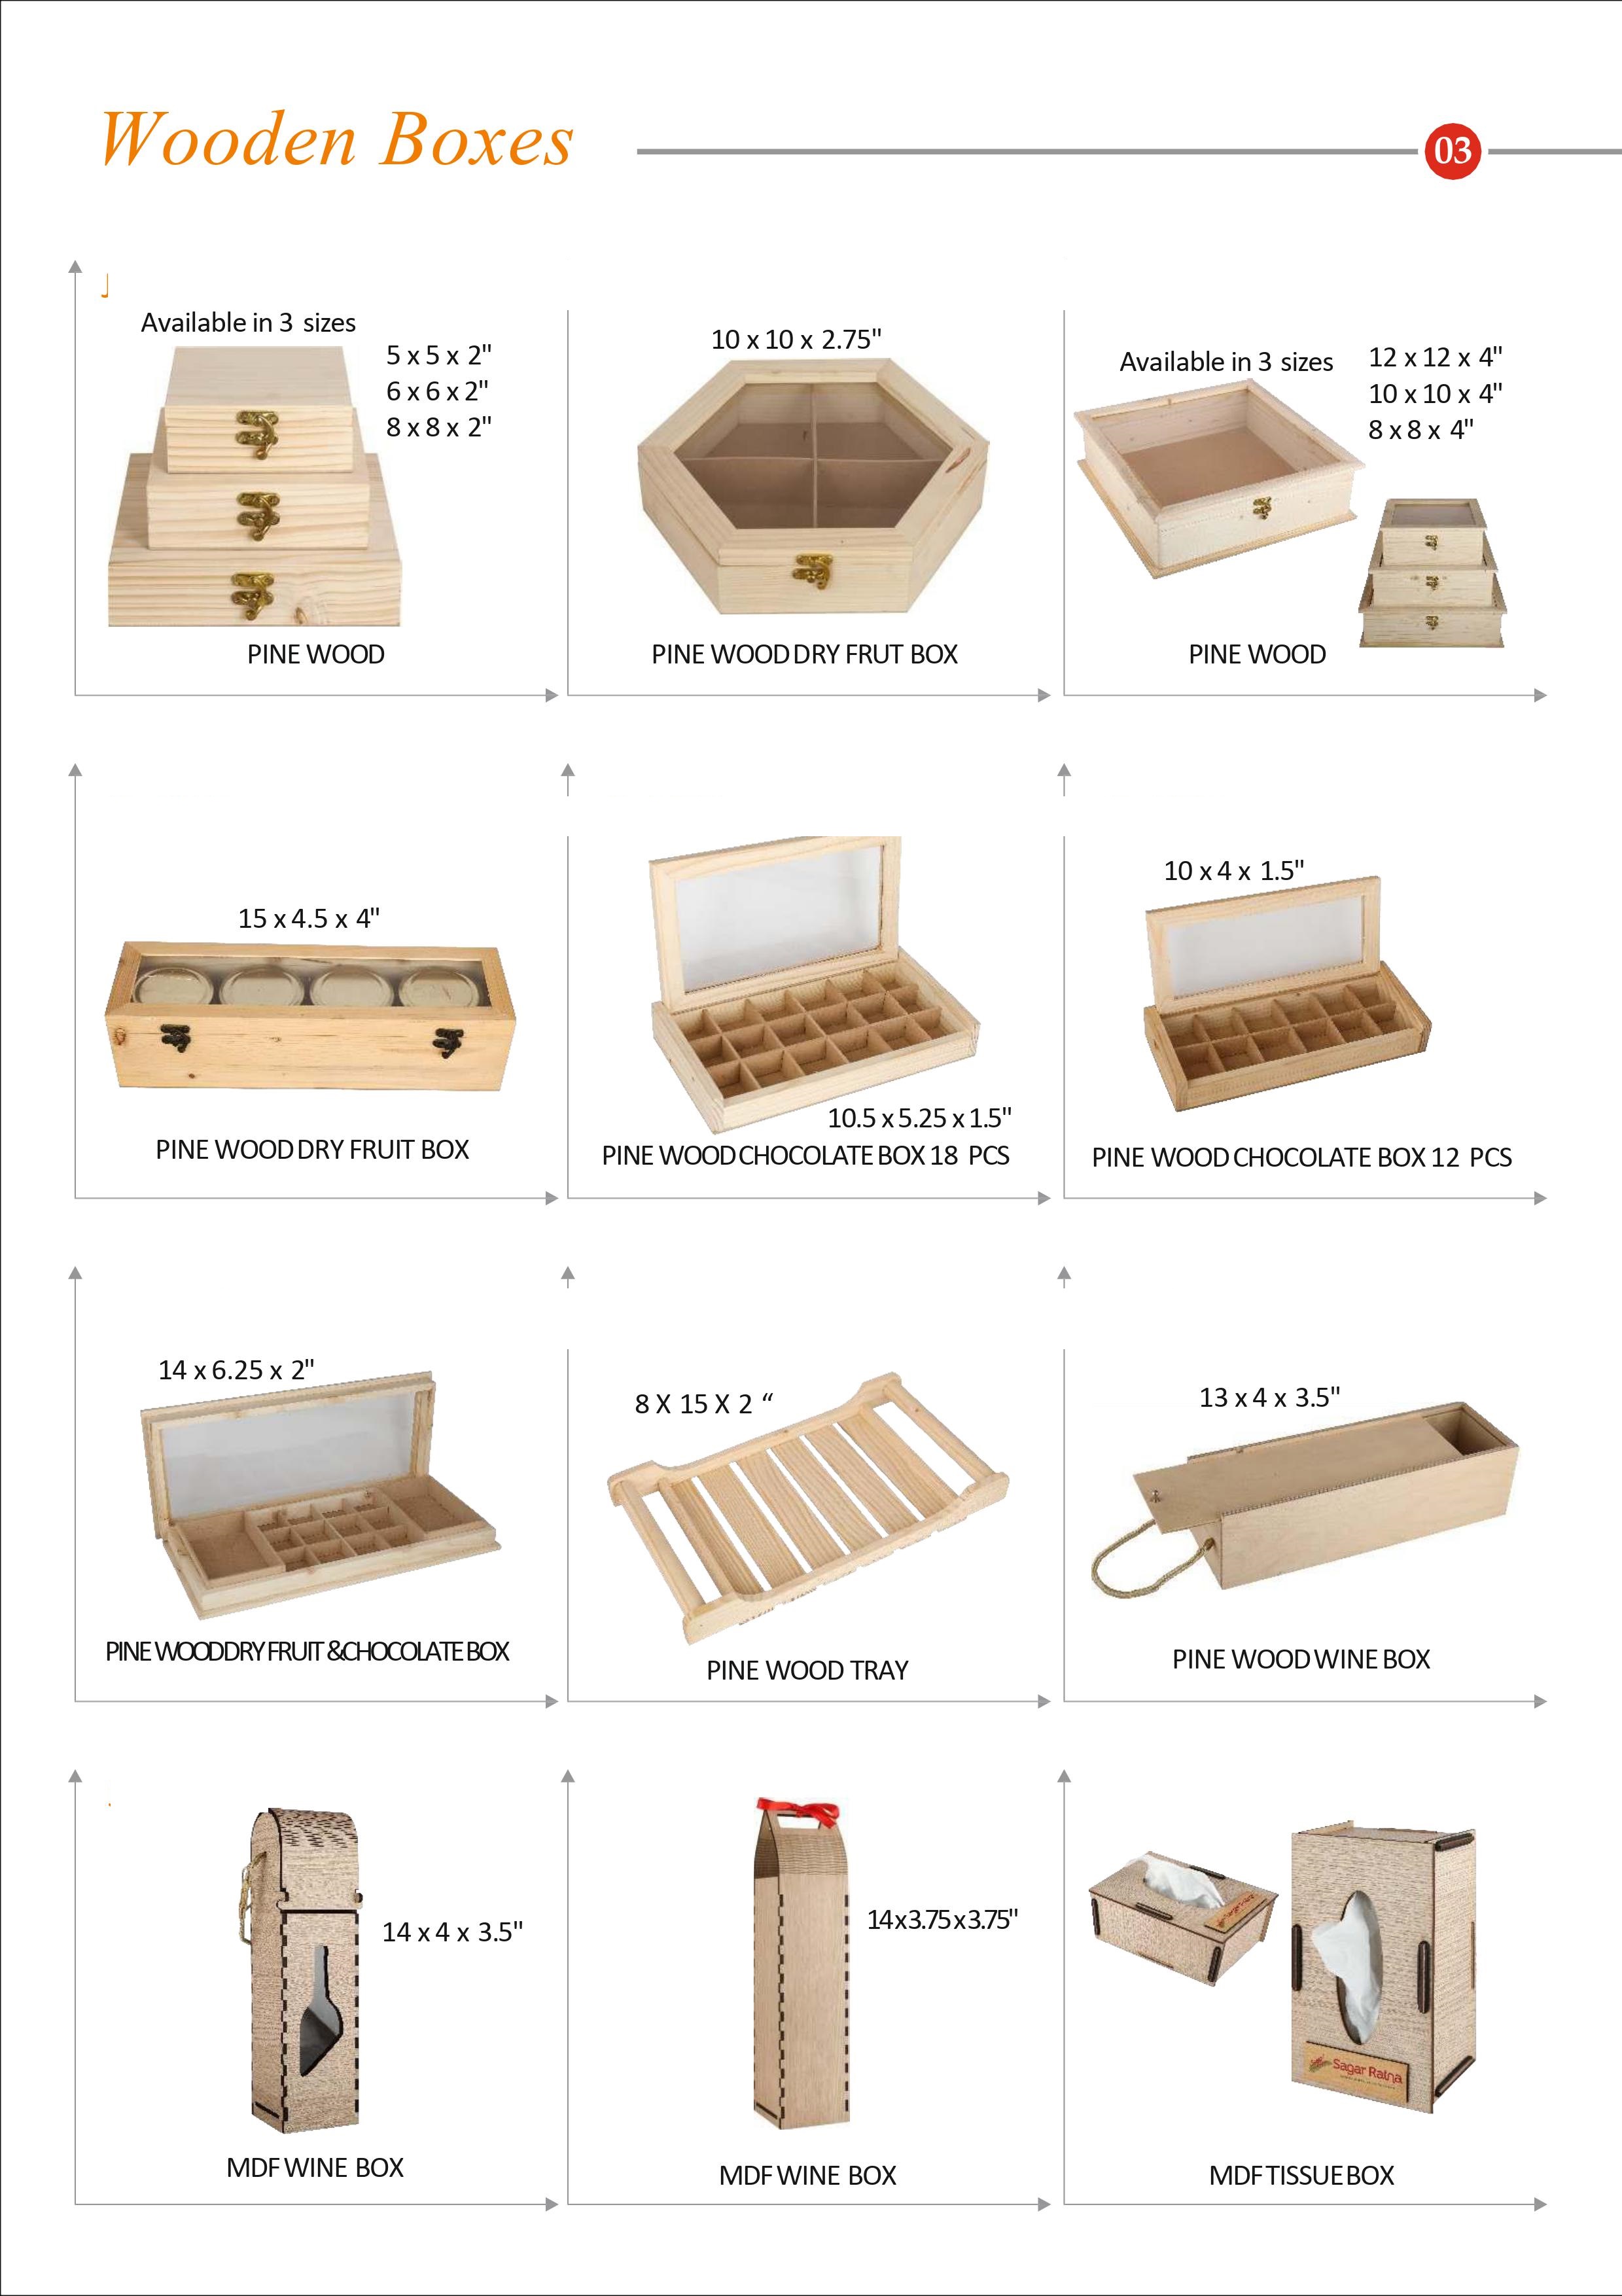 Wooden Boxes
03
Available in 3 sizes
5 x 5 x 2"
6 x 6 x 2"
8 x 8 x 2"
PINE WOOD
10 x 10 x 2.75"
PINE WOOD DRY FRUT BOX
Available in 3 sizes
12 x 12 x 4"
10 x 10 x 4"
8 x 8 x 4"
PINE WOOD
15 x 4.5 x 4"
PINE WOOD DRY FRUIT BOX
10.5 x 5.25 x 1.5"
PINE WOOD CHOCOLATE BOX 18 PCS
10 x 4 x 1.5"
PINE WOOD CHOCOLATE BOX 12 PCS
14 x 6.25 x 2"
PINE WOOD DRY FRUIT & CHOCOLATE BOX
8 X 15 X 2 “
PINE WOOD TRAY
13 x 4 x 3.5"
PINE WOOD WINE BOX
14 x 4 x 3.5"
MDF WINE BOX
14 x 3.75 x 3.75"
MDF WINE BOX
Sagar Ratna
MDF TISSUE BOX